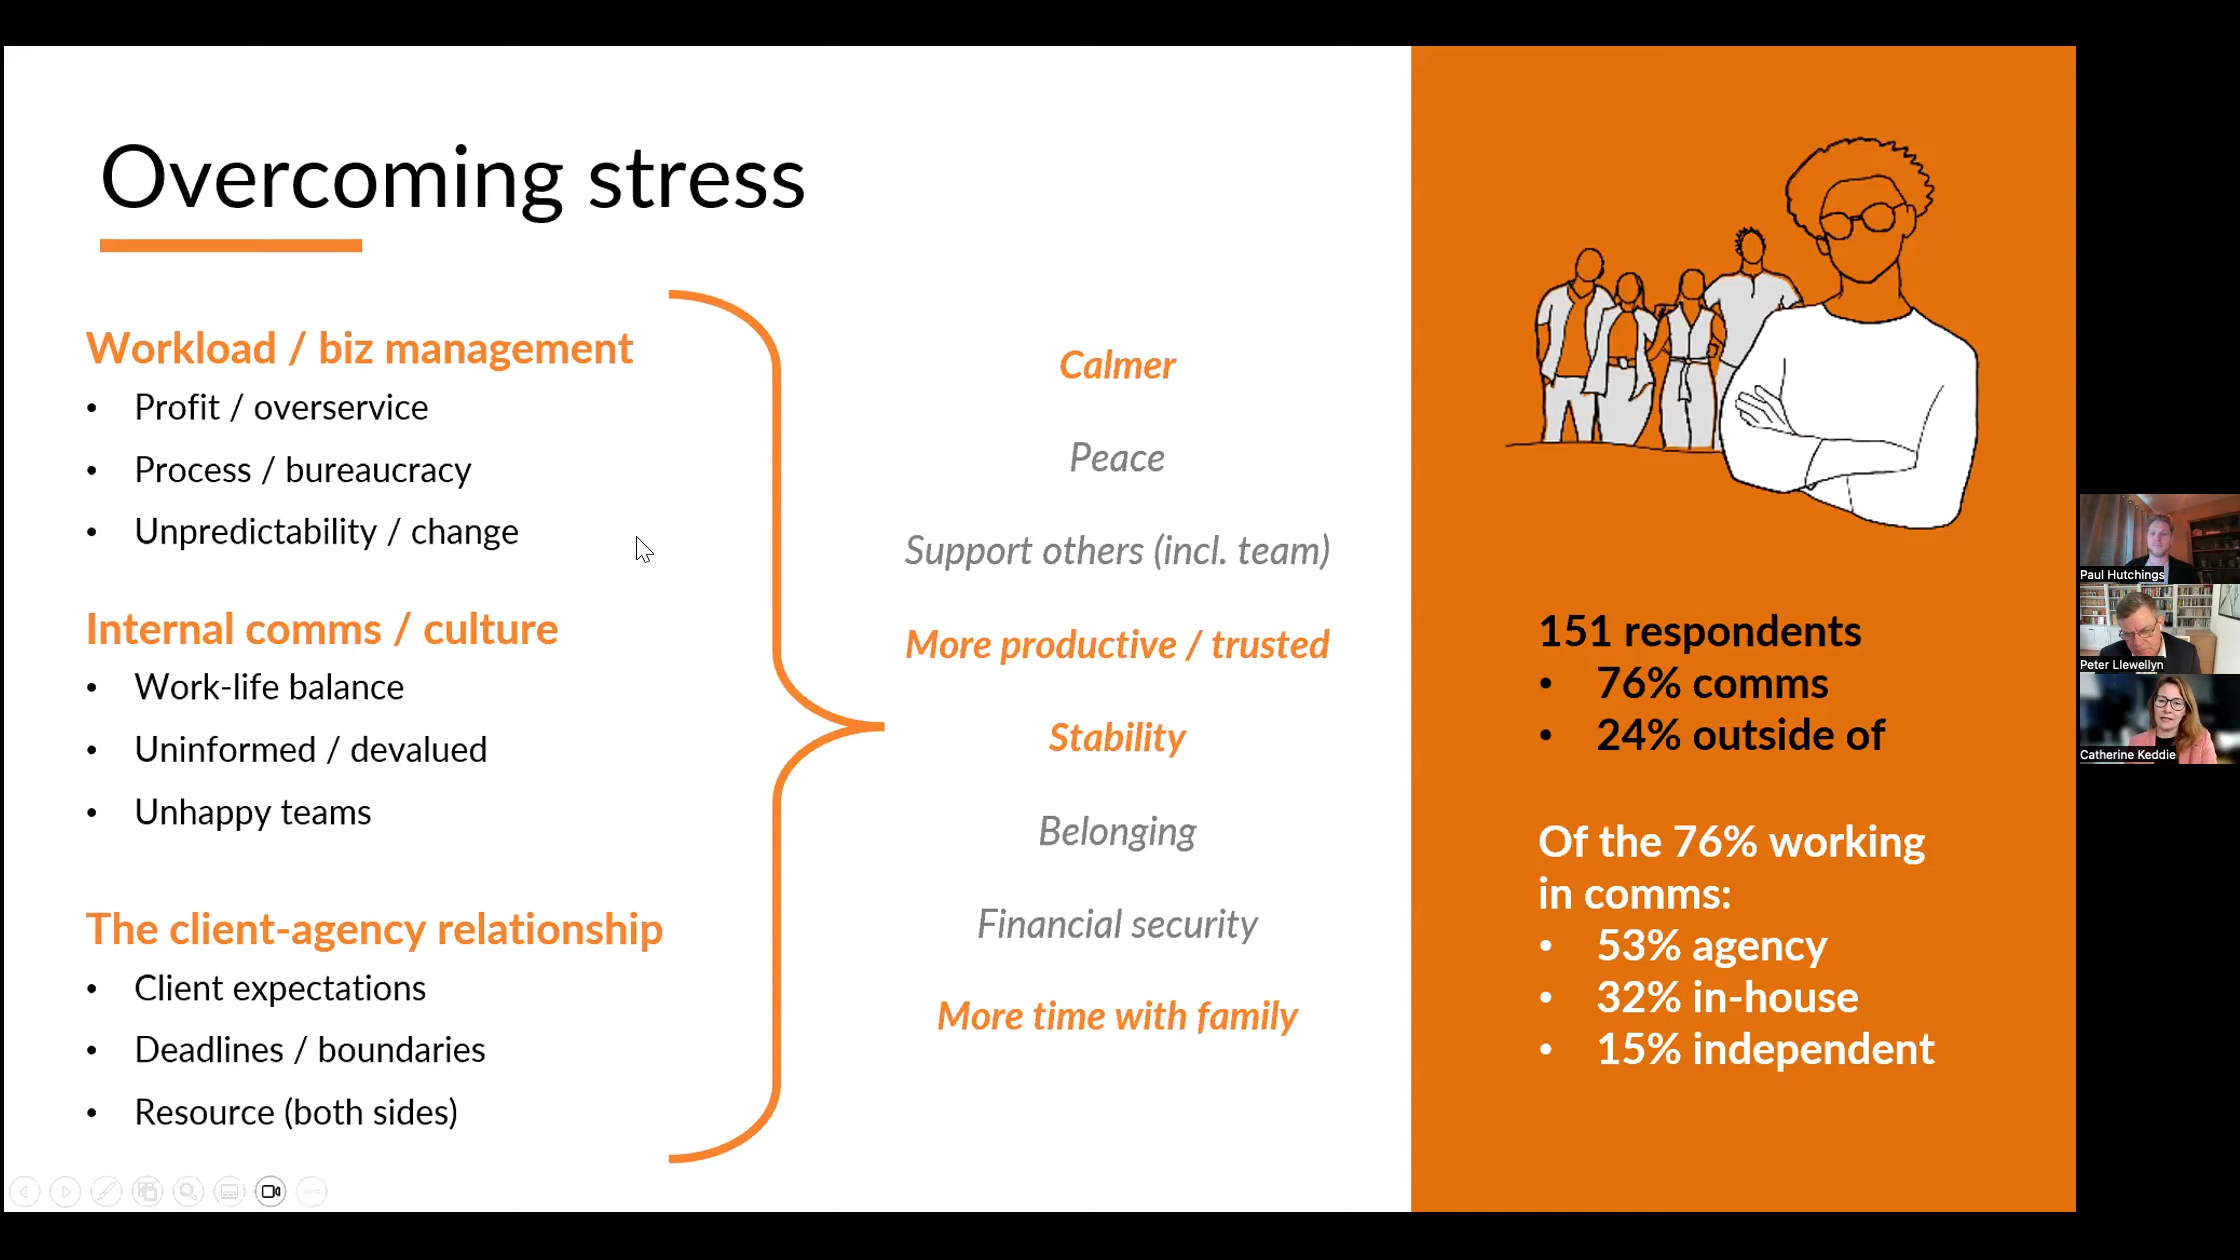 Overcoming stress
Workload / biz management
• Profit / overservice
• Process / bureaucracy
• Unpredictability / change
Internal comms / culture
• Work-life balance
• Uninformed / devalued
• Unhappy teams
The client-agency relationship
• Client expectations
• Deadlines / boundaries
• Resource (both sides)
Calmer
Peace
Support others (incl. team)
More productive / trusted
Stability
Belonging
Financial security
More time with family
151 respondents
• 76% comms
• 24% outside of
Of the 76% working
in comms:
• 53% agency
• 32% in-house
• 15% independent
Paul Hutchings
Peter Llewellyn
Catherine Keddie